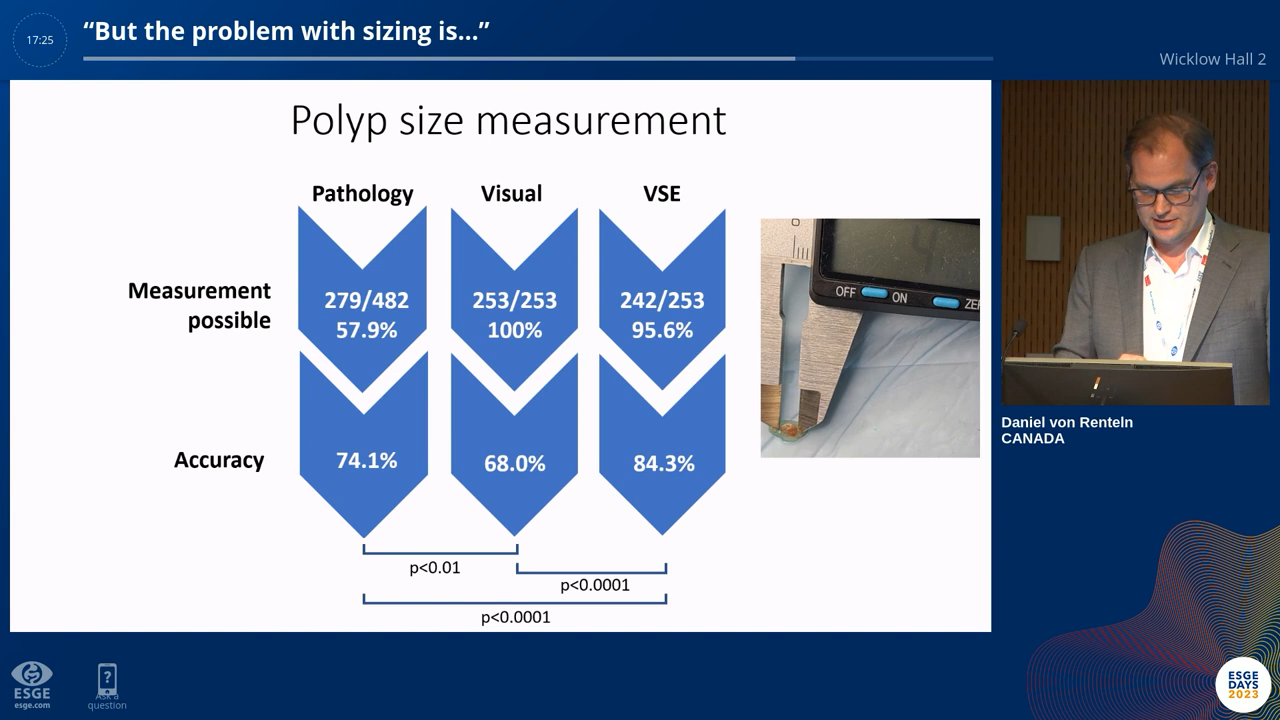 17:25
“But the problem with sizing is...”
Wicklow Hall 2
Polyp size measurement
Pathology
Visual
VSE
Measurement
possible
279/482
57.9%
253/253
100%
242/253
95.6%
Accuracy
74.1%
68.0%
84.3%
p<0.01
p<0.0001
p<0.0001
OFF
ON
Daniel von Renteln
CANADA
ESGE
esge.com
?
Ask a
question
ESGE
DAYS
2023